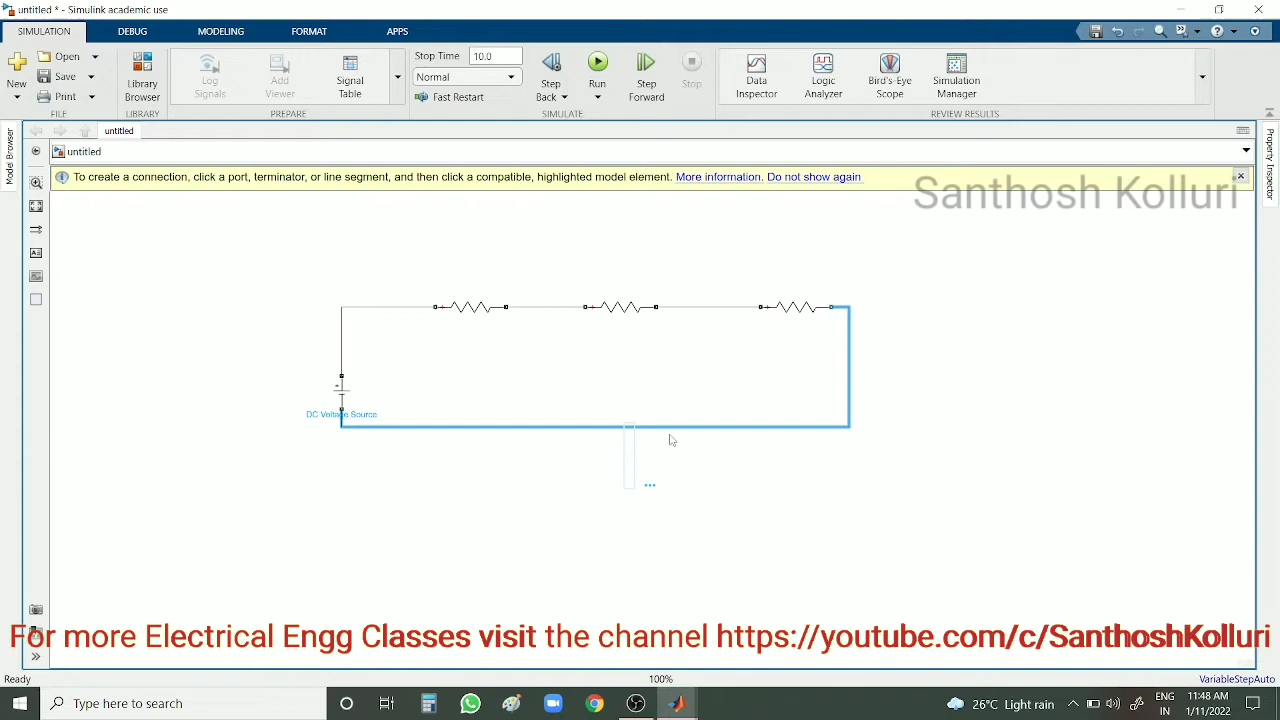 untitled * - Simulink academic use
SIMULATION DEBUG MODELING FORMAT APPS
New
Open
Save
Print
FILE
Library Browser
LIBRARY
Log Signals
Add Viewer
Signal Table
PREPARE
Stop Time 10.0
Normal
Fast Restart
Step Back
Run
Step Forward
Stop
SIMULATE
Data Inspector
Logic Analyzer
Bird's-Eye Scope
Simulation Manager
REVIEW RESULTS
Model Browser
untitled
untitled
Property Inspector
To create a connection, click a port, terminator, or line segment, and then click a compatible, highlighted model element. More information. Do not show again
Santhosh Kolluri
DC Voltage Source
For more Electrical Engg Classes visit the channel https://youtube.com/c/SanthoshKolluri
Ready 100% VariableStepAuto
Type here to search
26°C Light rain
ENG
IN
11:48 AM
1/11/2022